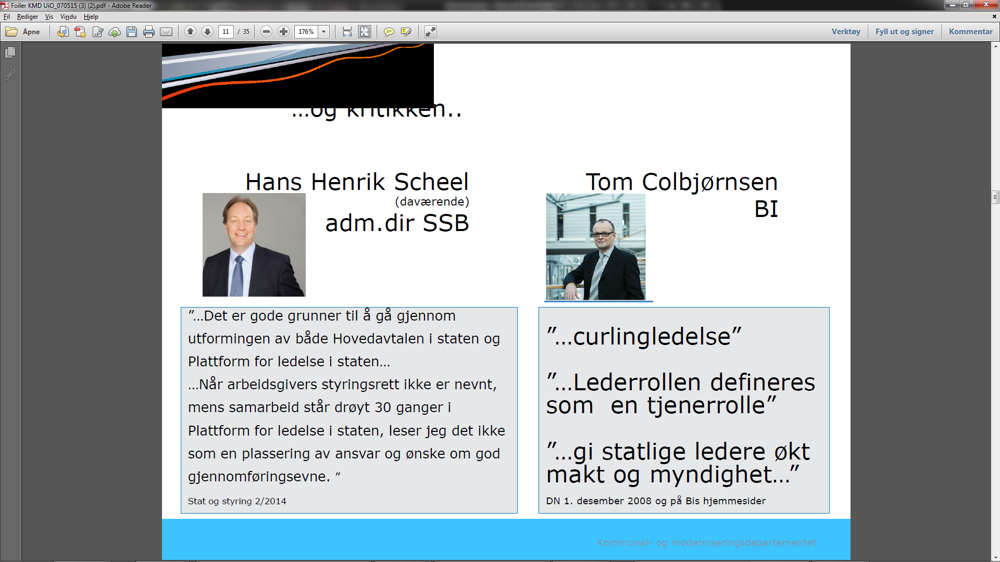 Foiler KMD UiO_070515 (3) (2).pdf - Adobe Reader
Fil Rediger Vis Vindu Hjelp
Åpne 11 / 35 176% Verktøy Fyll ut og signer Kommentar
...og kritikken..
Hans Henrik Scheel
(daværende)
adm.dir SSB
Tom Colbjørnsen
BI
”...Det er gode grunner til å gå gjennom
utformingen av både Hovedavtalen i staten og
Plattform for ledelse i staten...
...Når arbeidsgivers styringsrett ikke er nevnt,
mens samarbeid står drøyt 30 ganger i
Plattform for ledelse i staten, leser jeg det ikke
som en plassering av ansvar og ønske om god
gjennomføringsevne. ”
Stat og styring 2/2014
”...curlingledelse”
”...Lederrollen defineres
som en tjenerrolle”
”...gi statlige ledere økt
makt og myndighet...”
DN 1. desember 2008 og på Bis hjemmesider
Kommunal- og moderniseringsdepartementet